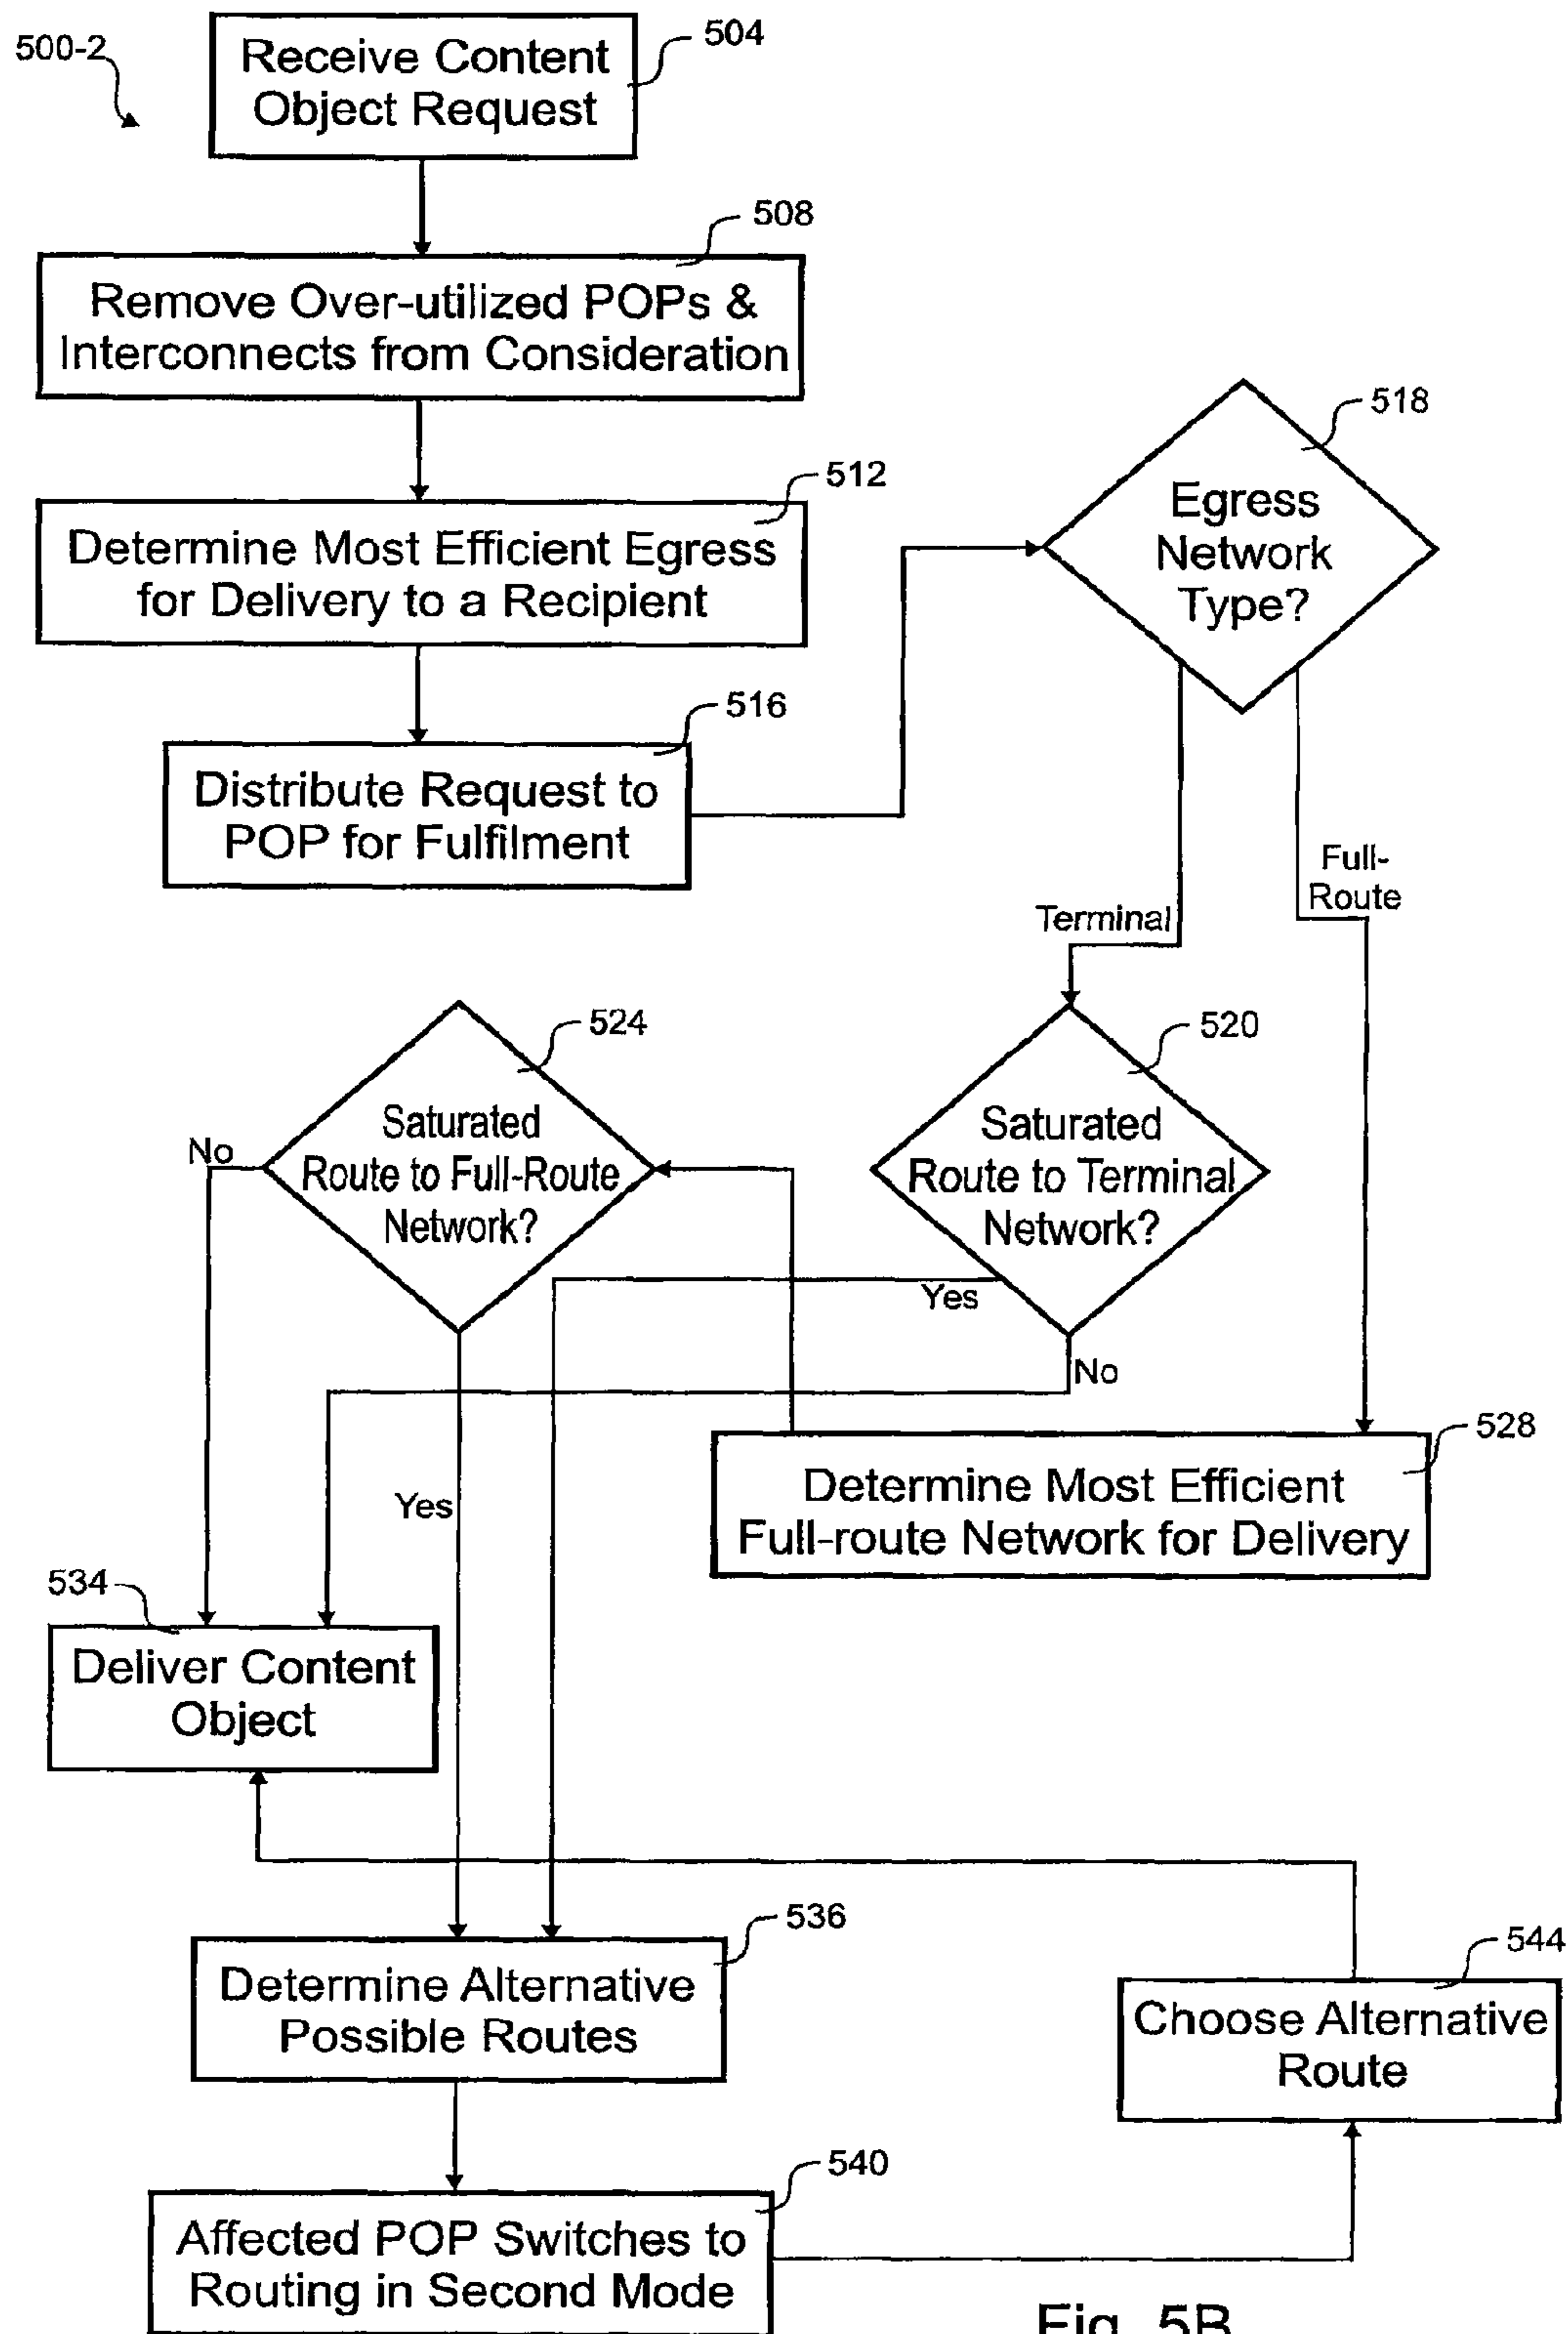 500-2
504
Receive Content
Object Request
508
Remove Over-utilized POPs &
Interconnects from Consideration
512
Determine Most Efficient Egress
for Delivery to a Recipient
516
Distribute Request to
POP for Fulfilment
518
Egress
Network
Type?
Full-
Route
Terminal
524
Saturated
Route to Full-Route
Network?
No
Yes
520
Saturated
Route to Terminal
Network?
Yes
No
528
Determine Most Efficient
Full-route Network for Delivery
534
Deliver Content
Object
536
Determine Alternative
Possible Routes
544
Choose Alternative
Route
540
Affected POP Switches to
Routing in Second Mode
Fig. 5B